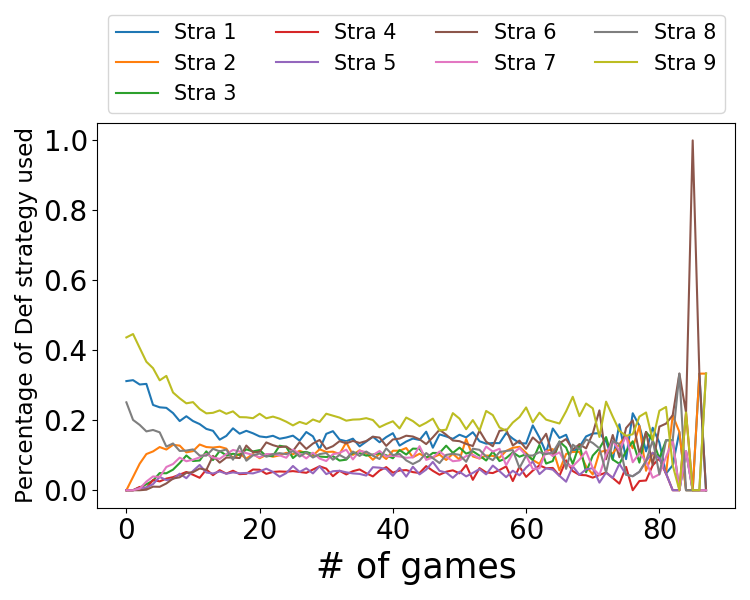 Stra 1 Stra 4 Stra 6 Stra 8
Stra 2 Stra 5 Stra 7 Stra 9
Stra 3
Percentage of Def strategy used
1.0
0.8
0.6
0.4
0.2
0.0
0 20 40 60 80
# of games